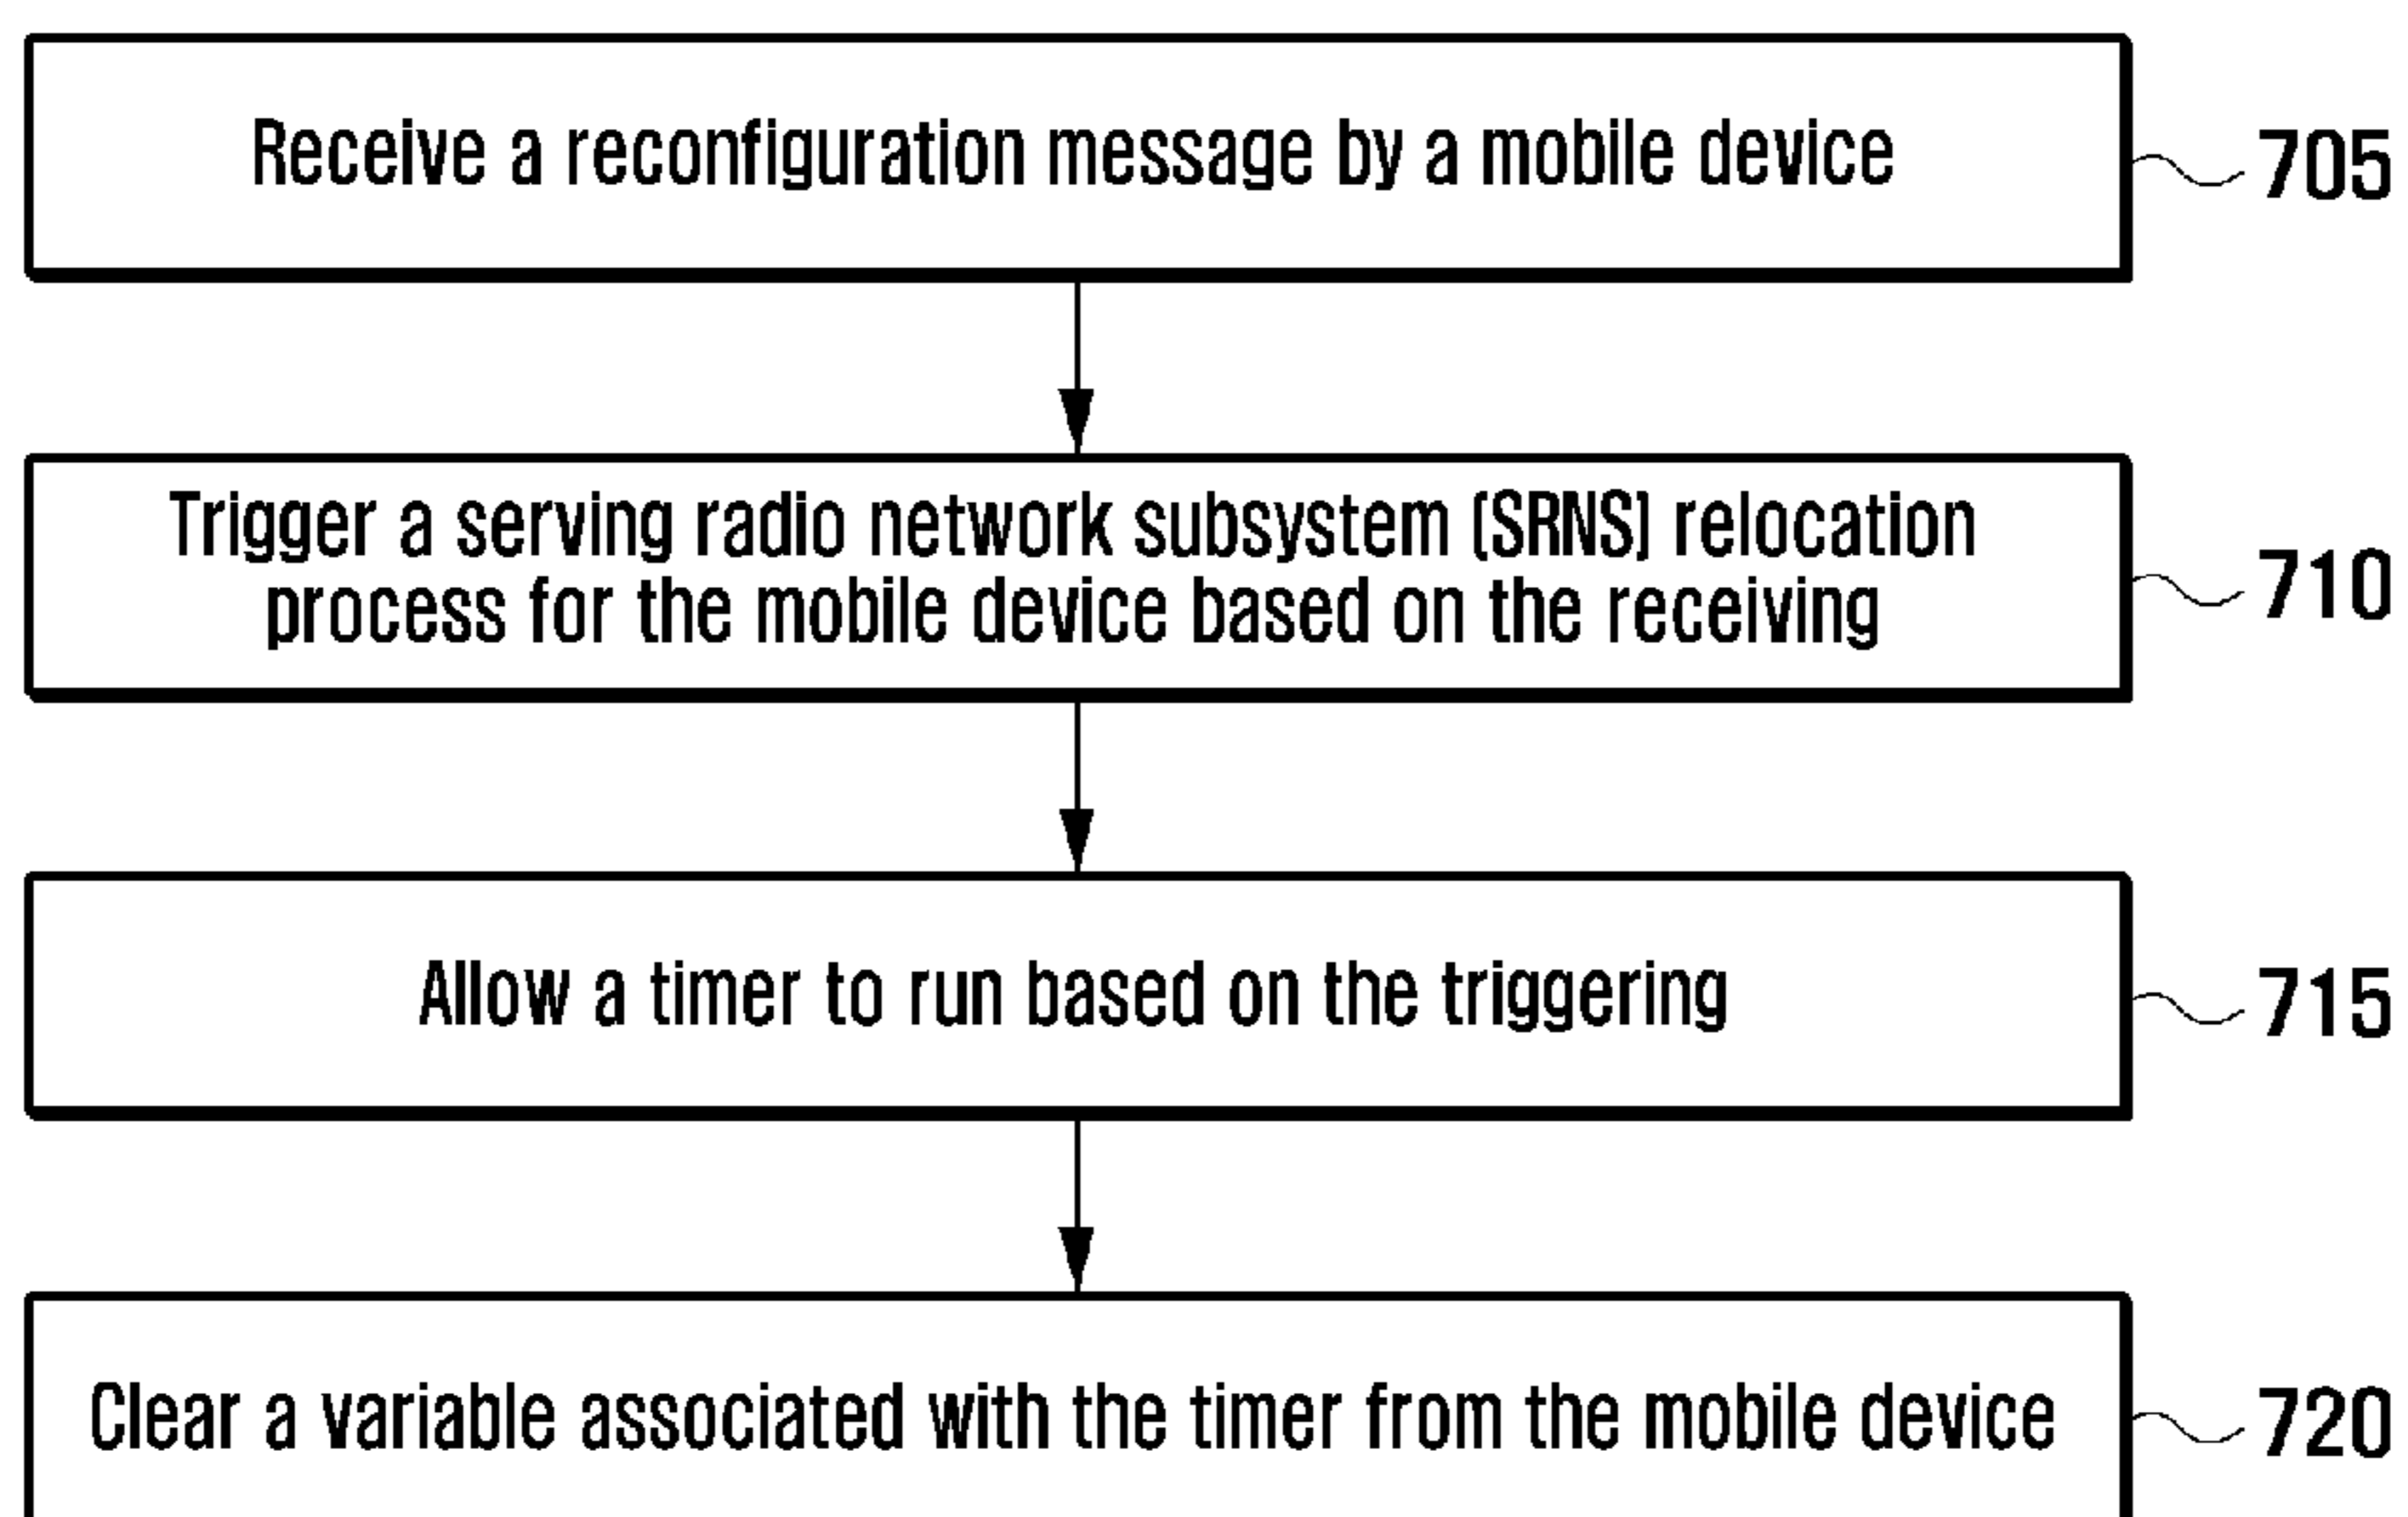 Receive a reconfiguration message by a mobile device
705
Trigger a serving radio network subsystem (SRNS) relocation
process for the mobile device based on the receiving
710
Allow a timer to run based on the triggering
715
Clear a variable associated with the timer from the mobile device
720